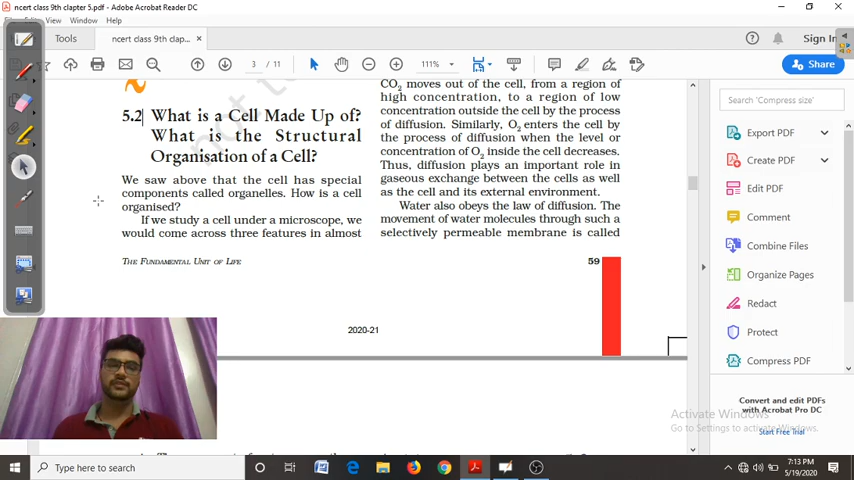 ncert class 9th clapter 5.pdf - Adobe Acrobat Reader DC
Edit View Window Help
Tools
ncert class 9th clap...
Sign In
3 / 11
111%
Share
5.2 What is a Cell Made Up of?
What is the Structural
Organisation of a Cell?
We saw above that the cell has special
components called organelles. How is a cell
organised?
If we study a cell under a microscope, we
would come across three features in almost
CO2 moves out of the cell, from a region of
high concentration, to a region of low
concentration outside the cell by the process
of diffusion. Similarly, O2 enters the cell by
the process of diffusion when the level or
concentration of O2 inside the cell decreases.
Thus, diffusion plays an important role in
gaseous exchange between the cells as well
as the cell and its external environment.
Water also obeys the law of diffusion. The
movement of water molecules through such a
selectively permeable membrane is called
THE FUNDAMENTAL UNIT OF LIFE
59
2020-21
Search 'Compress size'
Export PDF
Create PDF
Edit PDF
Comment
Combine Files
Organize Pages
Redact
Protect
Compress PDF
Convert and edit PDFs
with Acrobat Pro DC
Start Free Trial
Activate Windows
Go to Settings to activate Windows.
Type here to search
7:13 PM
5/19/2020